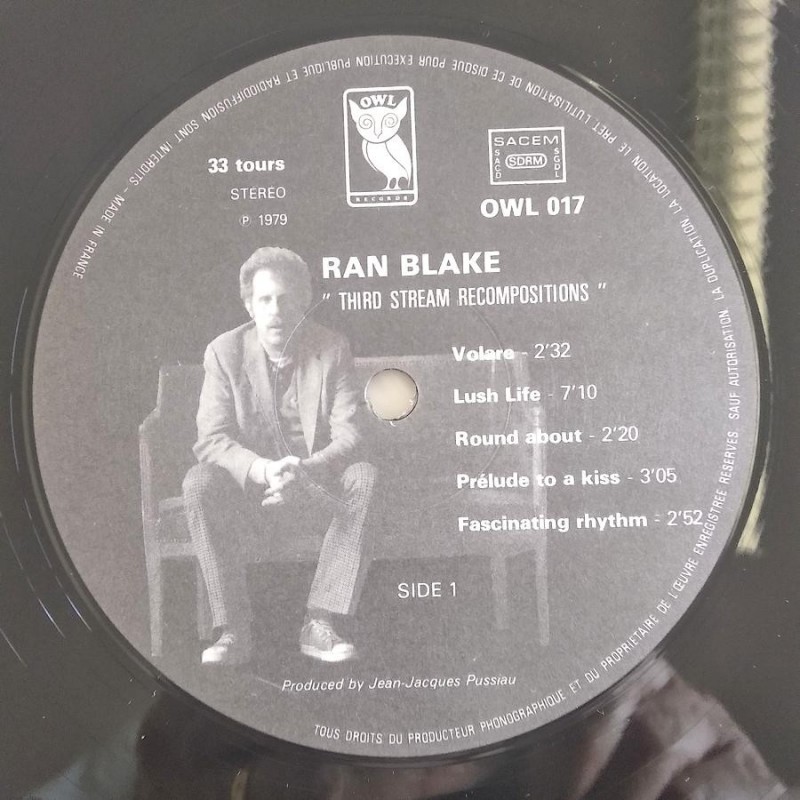 OWL
RECORDS
33 tours
STEREO
℗ 1979
SACEM
SACD
SDRM
SGDL
OWL 017
RAN BLAKE
" THIRD STREAM RECOMPOSITIONS "
Volare - 2'32
Lush Life - 7'10
Round about - 2'20
Prélude to a kiss - 3'05
Fascinating rhythm - 2'52
SIDE 1
Produced by Jean-Jacques Pussiau
TOUS DROITS DU PRODUCTEUR PHONOGRAPHIQUE ET DU PROPRIETAIRE DE L'ŒUVRE ENREGISTREE RESERVES. SAUF AUTORISATION. LA DUPLICATION. LA LOCATION. LE PRET. L'UTILISATION DE CE DISQUE POUR EXECUTION PUBLIQUE ET RADIODIFFUSION SONT INTERDITS - MADE IN FRANCE